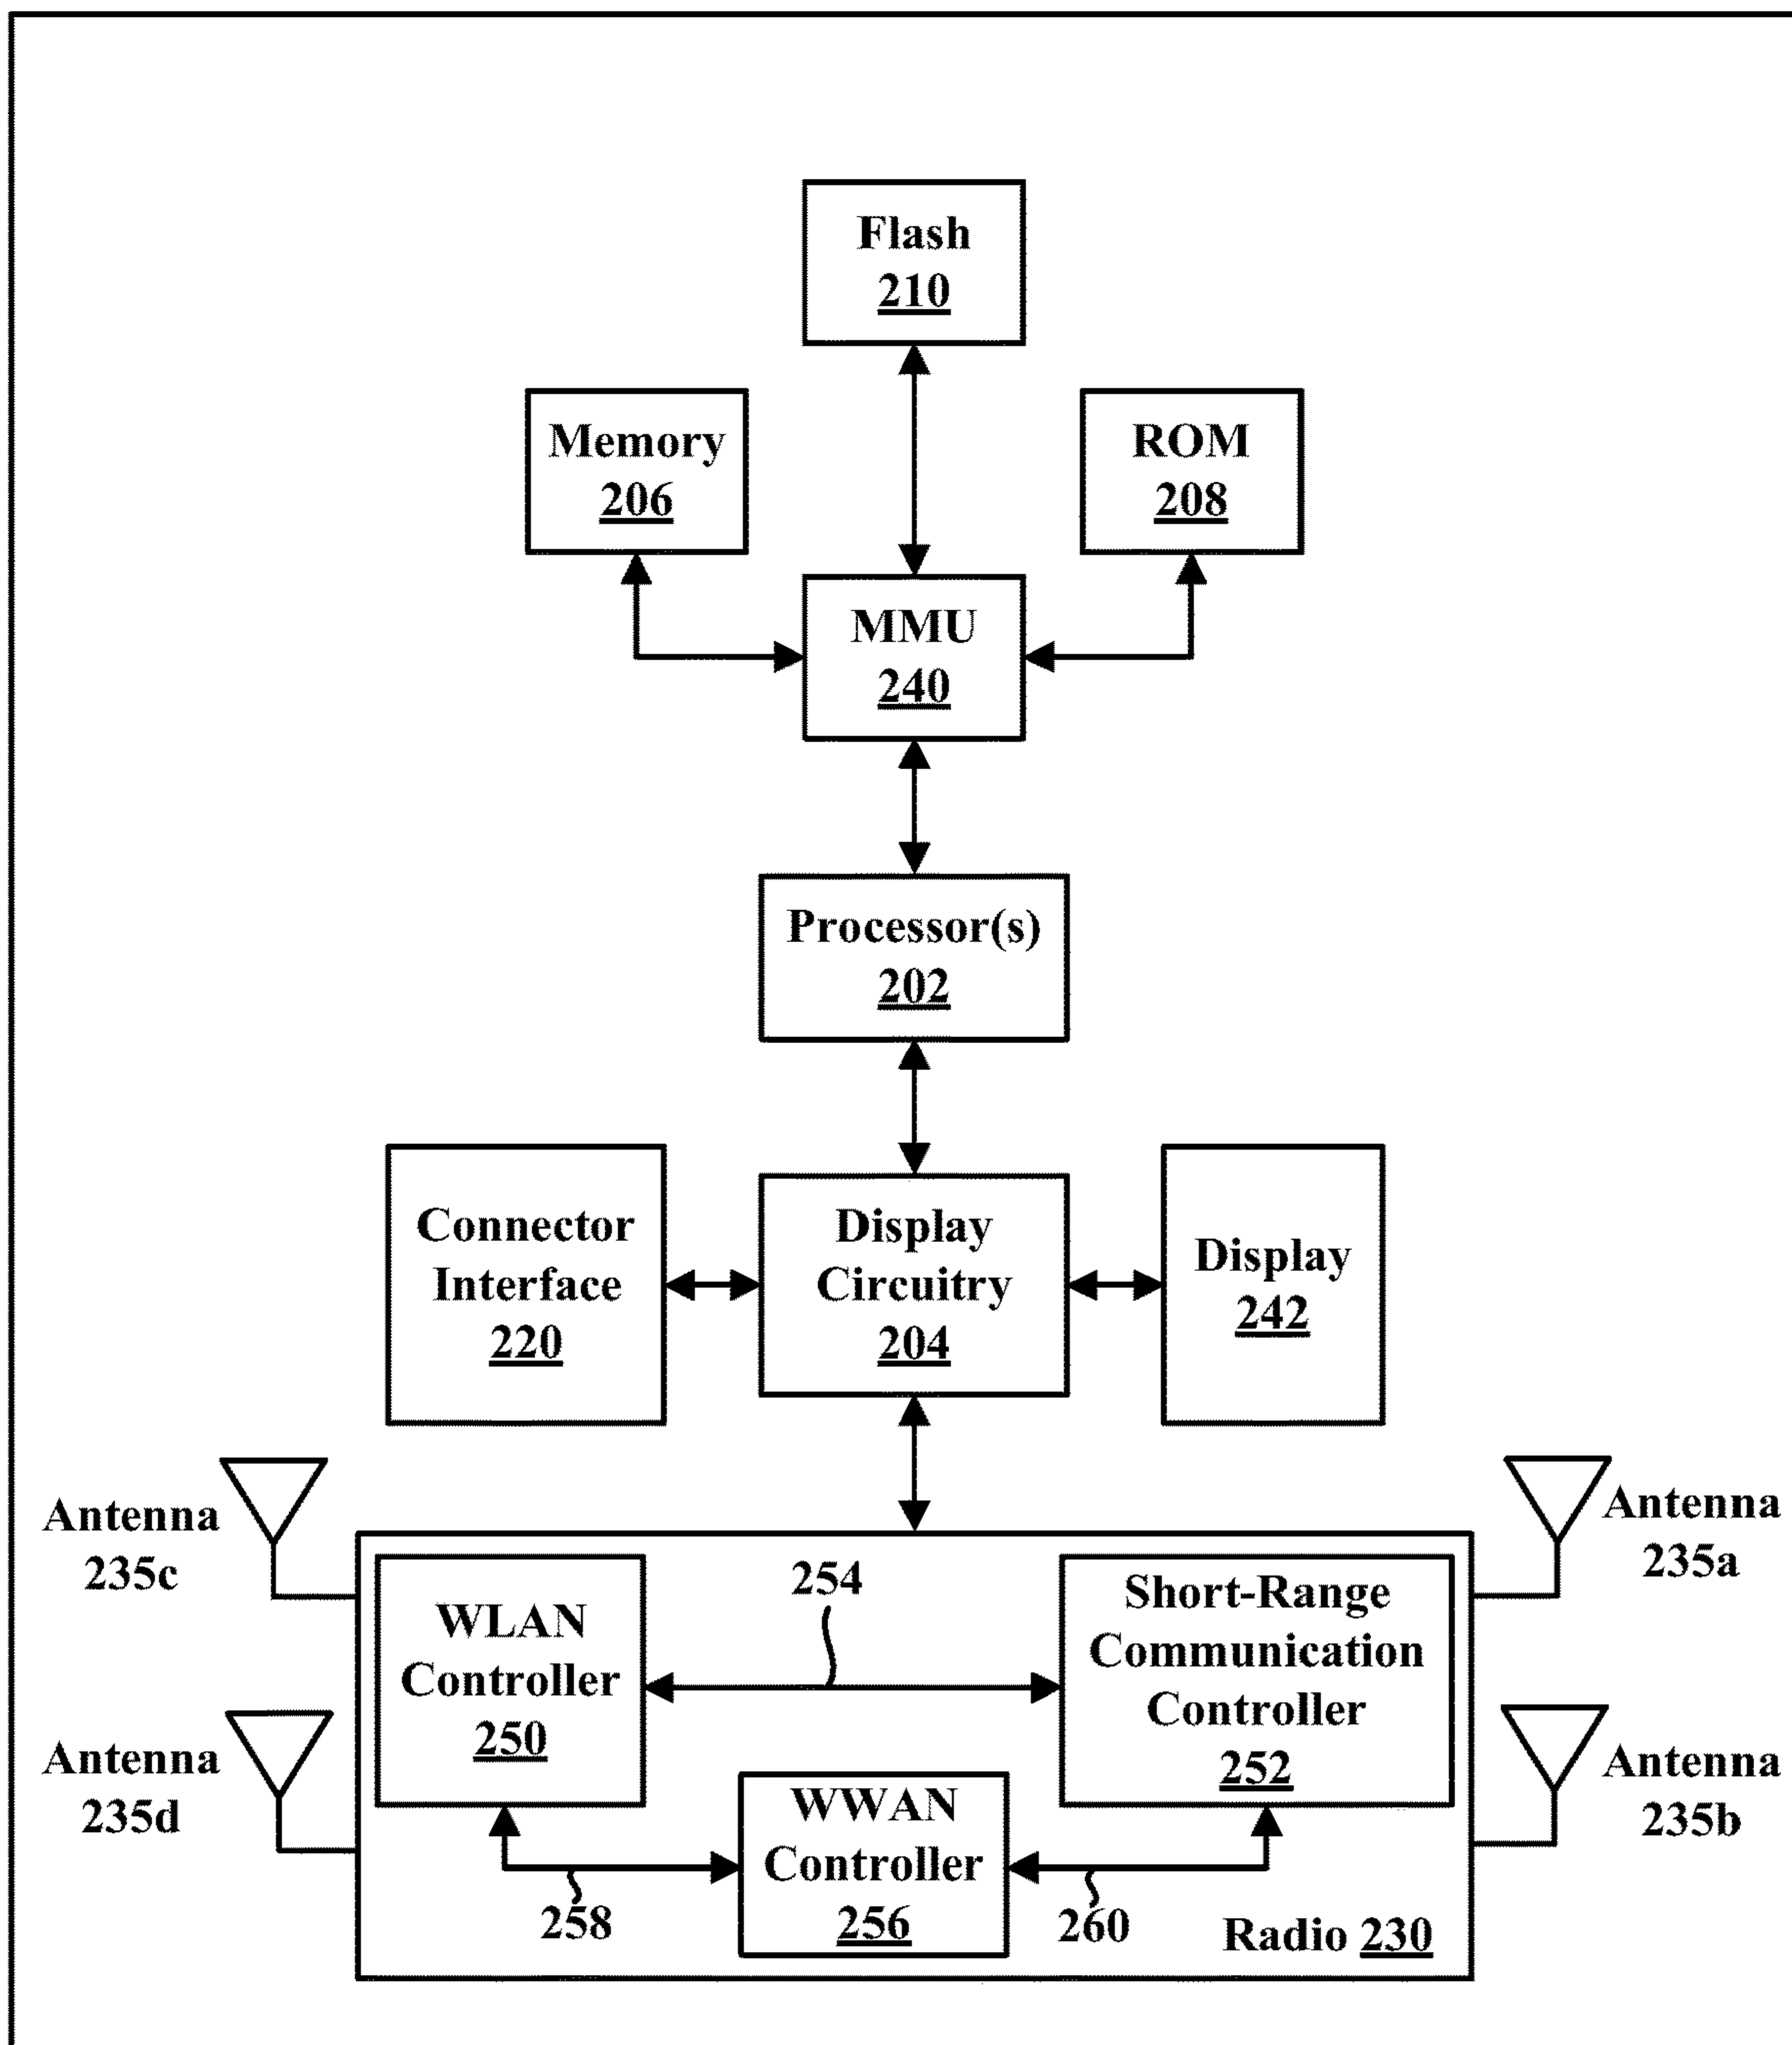 Flash
210
Memory
206
ROM
208
MMU
240
Processor(s)
202
Connector
Interface
220
Display
Circuitry
204
Display
242
Antenna
235c
Antenna
235a
WLAN
Controller
250
254
Short-Range
Communication
Controller
252
Antenna
235d
Antenna
235b
WWAN
Controller
256
258
260
Radio 230